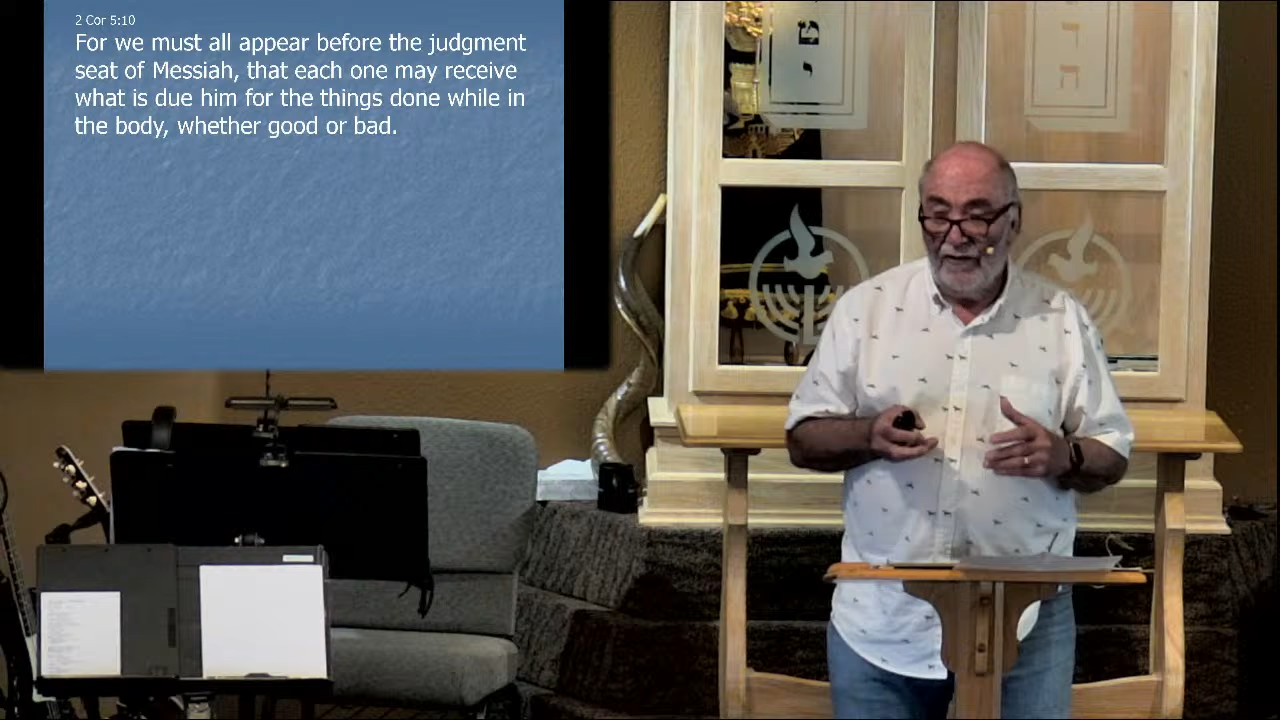 2 Cor 5:10
For we must all appear before the judgment
seat of Messiah, that each one may receive
what is due him for the things done while in
the body, whether good or bad.